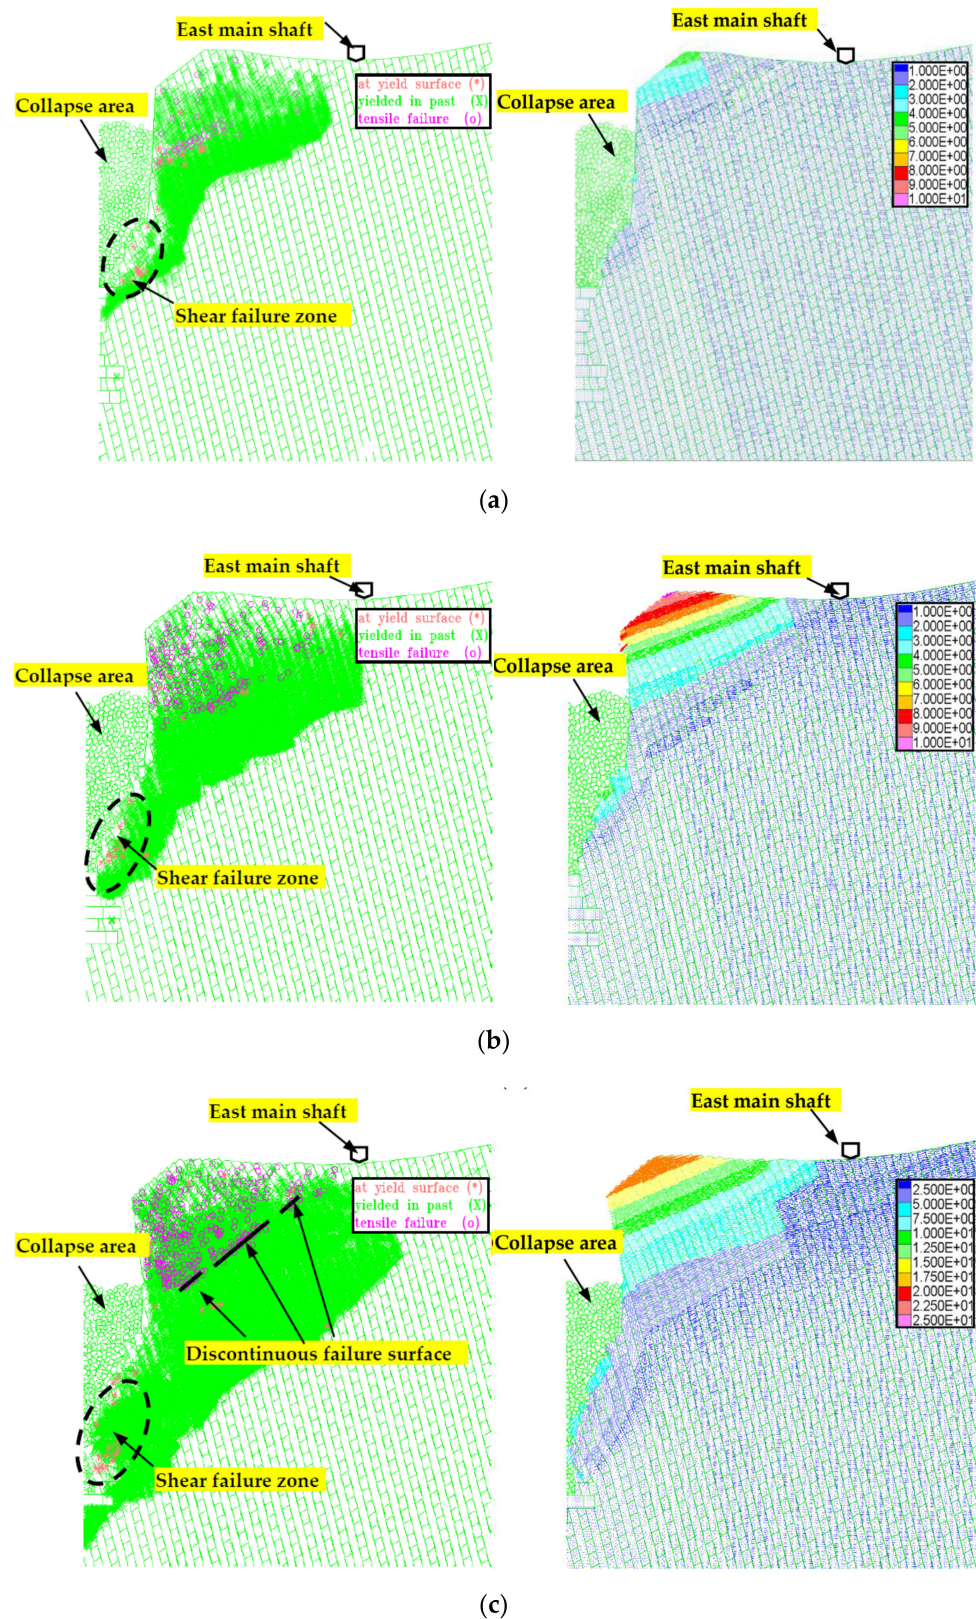 East main shaft
at yield surface (*)
yielded in past (X)
tensile failure (o)
Collapse area
Shear failure zone
East main shaft
1.000E+00
2.000E+00
3.000E+00
4.000E+00
5.000E+00
6.000E+00
7.000E+00
8.000E+00
9.000E+00
1.000E+01
Collapse area
(a)
East main shaft
at yield surface (*)
yielded in past (X)
tensile failure (o)
Collapse area
Shear failure zone
East main shaft
1.000E+00
2.000E+00
3.000E+00
4.000E+00
5.000E+00
6.000E+00
7.000E+00
8.000E+00
9.000E+00
1.000E+01
Collapse area
(b)
East main shaft
at yield surface (*)
yielded in past (X)
tensile failure (o)
Collapse area
Discontinuous failure surface
Shear failure zone
East main shaft
2.500E+00
5.000E+00
7.500E+00
1.000E+01
1.250E+01
1.500E+01
1.750E+01
2.000E+01
2.250E+01
2.500E+01
Collapse area
(c)